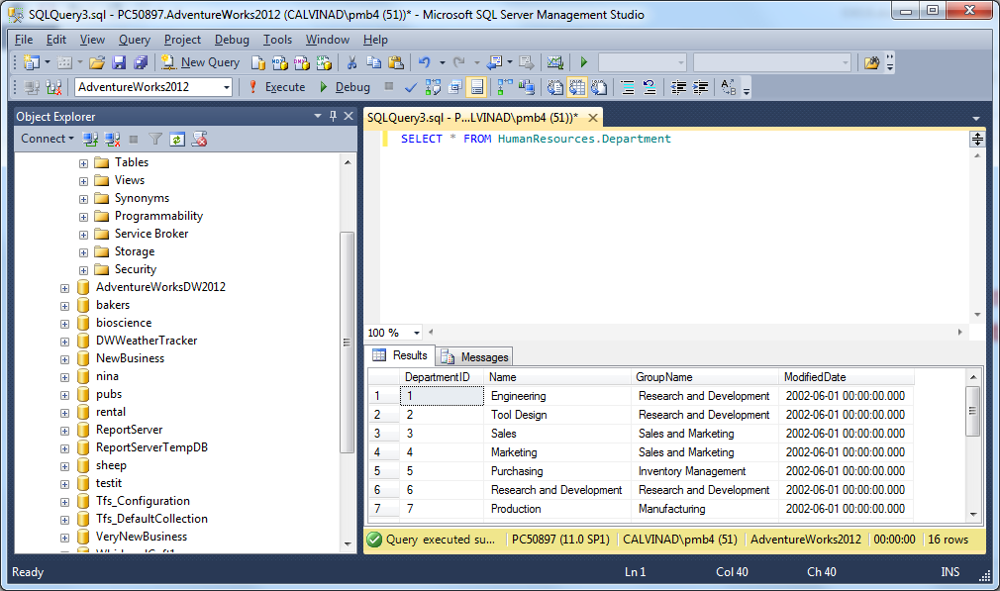 SQLQuery3.sql - PC50897.AdventureWorks2012 (CALVINAD\pmb4 (51))* - Microsoft SQL Server Management Studio
File Edit View Query Project Debug Tools Window Help
New Query
AdventureWorks2012 Execute Debug
Object Explorer
Connect
Tables
Views
Synonyms
Programmability
Service Broker
Storage
Security
AdventureWorksDW2012
bakers
bioscience
DWWeatherTracker
NewBusiness
nina
pubs
rental
ReportServer
ReportServerTempDB
sheep
testit
Tfs_Configuration
Tfs_DefaultCollection
VeryNewBusiness
SQLQuery3.sql - P...LVINAD\pmb4 (51))*
SELECT * FROM HumanResources.Department
100 %
Results Messages
DepartmentID Name GroupName ModifiedDate
1 1 Engineering Research and Development 2002-06-01 00:00:00.000
2 2 Tool Design Research and Development 2002-06-01 00:00:00.000
3 3 Sales Sales and Marketing 2002-06-01 00:00:00.000
4 4 Marketing Sales and Marketing 2002-06-01 00:00:00.000
5 5 Purchasing Inventory Management 2002-06-01 00:00:00.000
6 6 Research and Development Research and Development 2002-06-01 00:00:00.000
7 7 Production Manufacturing 2002-06-01 00:00:00.000
Query executed su... PC50897 (11.0 SP1) CALVINAD\pmb4 (51) AdventureWorks2012 00:00:00 16 rows
Ready Ln 1 Col 40 Ch 40 INS